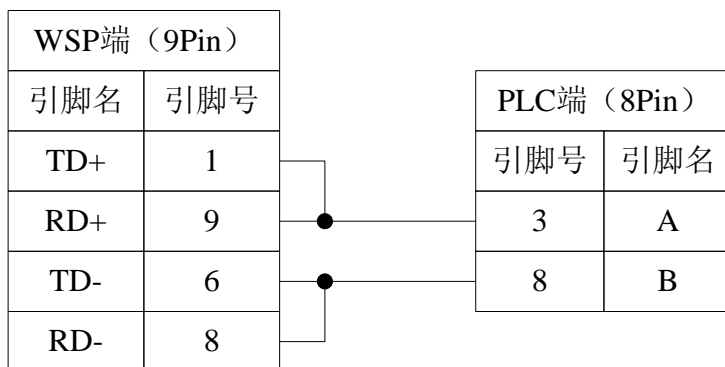 WSP端（9Pin）
引脚名 引脚号
TD+ 1
RD+ 9
TD- 6
RD- 8
PLC端（8Pin）
引脚号 引脚名
3 A
8 B